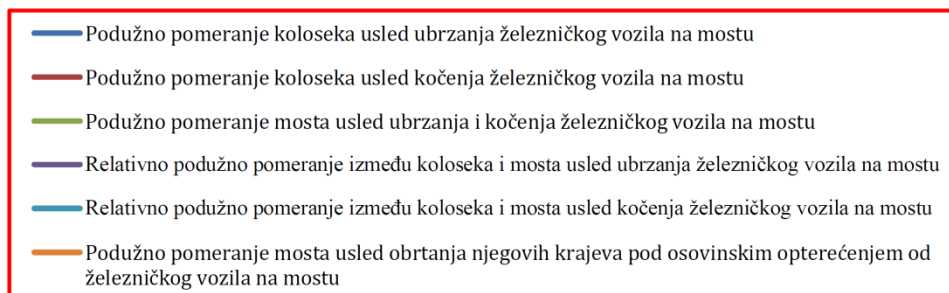 Podužno pomeranje koloseka usled ubrzanja železničkog vozila na mostu
Podužno pomeranje koloseka usled kočenja železničkog vozila na mostu
Podužno pomeranje mosta usled ubrzanja i kočenja železničkog vozila na mostu
Relativno podužno pomeranje između koloseka i mosta usled ubrzanja železničkog vozila na mostu
Relativno podužno pomeranje između koloseka i mosta usled kočenja železničkog vozila na mostu
Podužno pomeranje mosta usled obrtanja njegovih krajeva pod osovinskim opterećenjem od
železničkog vozila na mostu